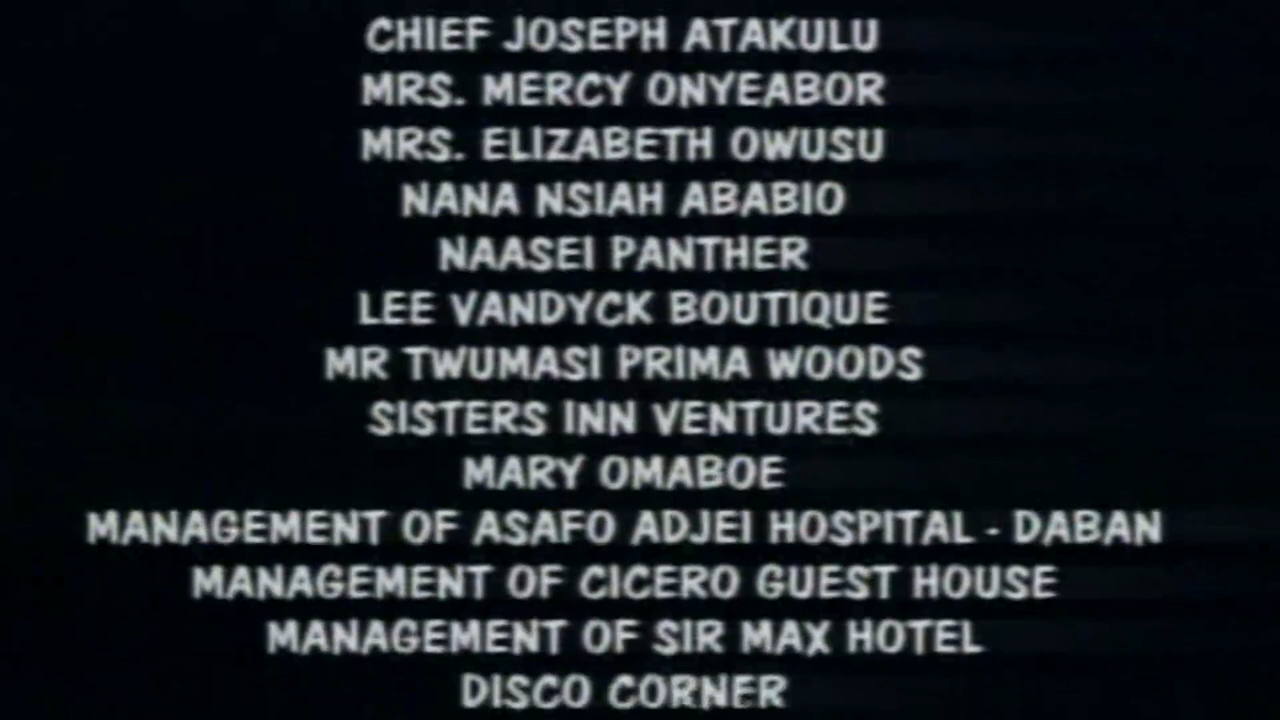 CHIEF JOSEPH ATAKULU
MRS. MERCY ONYEABOR
MRS. ELIZABETH OWUSU
NANA NSIAH ABABIO
NAASEI PANTHER
LEE VANDYCK BOUTIQUE
MR TWUMASI PRIMA WOODS
SISTERS INN VENTURES
MARY OMABOE
MANAGEMENT OF ASAFO ADJEI HOSPITAL - DABAN
MANAGEMENT OF CICERO GUEST HOUSE
MANAGEMENT OF SIR MAX HOTEL
DISCO CORNER